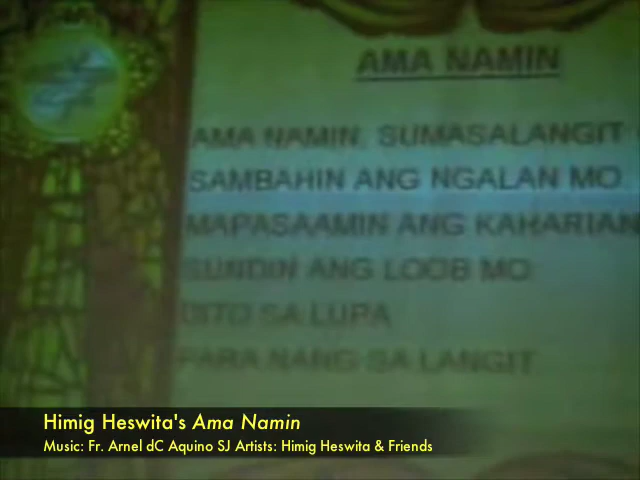 AMA NAMIN
AMA NAMIN, SUMASALANGIT
SAMBAHIN ANG NGALAN MO
MAPASAAMIN ANG KAHARIAN
SUNDIN ANG LOOB MO
DITO SA LUPA
PARA NANG SA LANGIT
Himig Heswita's Ama Namin
Music: Fr. Arnel dC Aquino SJ Artists: Himig Heswita & Friends